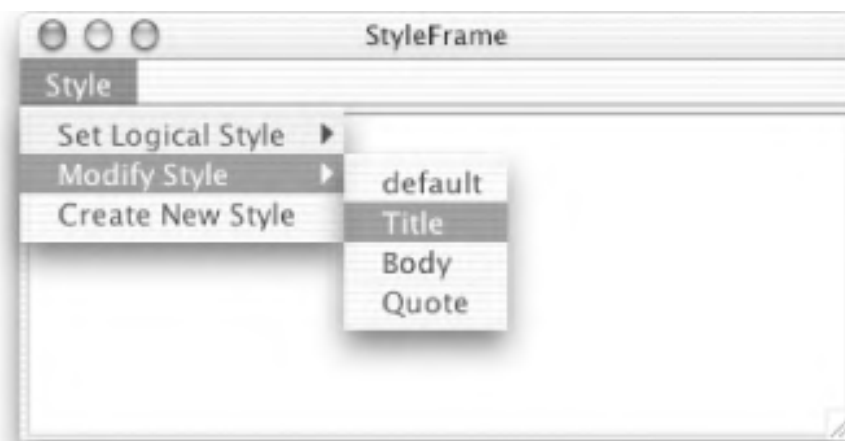 StyleFrame
Style
Set Logical Style
Modify Style
Create New Style
default
Title
Body
Quote